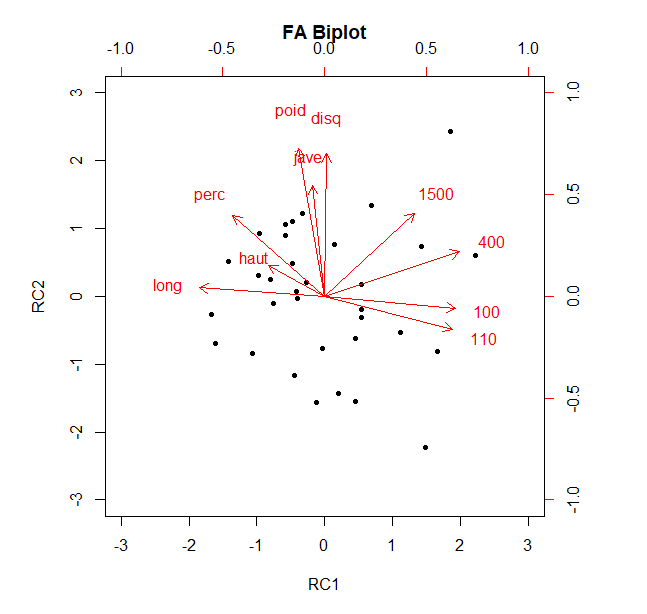 FA Biplot
-1.0 -0.5 0.0 0.5 1.0
3 1.0
poid
disq
2
jave
1500 0.5
perc
1
400
haut
long
RC2 0 0.0
100
110
-1
-0.5
-2
-3 -1.0
-3 -2 -1 0 1 2 3
RC1